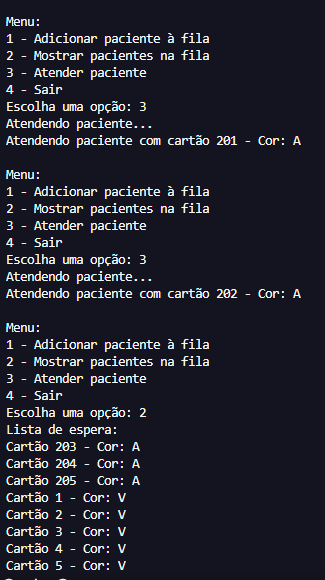 Menu:
1 - Adicionar paciente à fila
2 - Mostrar pacientes na fila
3 - Atender paciente
4 - Sair
Escolha uma opção: 3
Atendendo paciente...
Atendendo paciente com cartão 201 - Cor: A
Menu:
1 - Adicionar paciente à fila
2 - Mostrar pacientes na fila
3 - Atender paciente
4 - Sair
Escolha uma opção: 3
Atendendo paciente...
Atendendo paciente com cartão 202 - Cor: A
Menu:
1 - Adicionar paciente à fila
2 - Mostrar pacientes na fila
3 - Atender paciente
4 - Sair
Escolha uma opção: 2
Lista de espera:
Cartão 203 - Cor: A
Cartão 204 - Cor: A
Cartão 205 - Cor: A
Cartão 1 - Cor: V
Cartão 2 - Cor: V
Cartão 3 - Cor: V
Cartão 4 - Cor: V
Cartão 5 - Cor: V